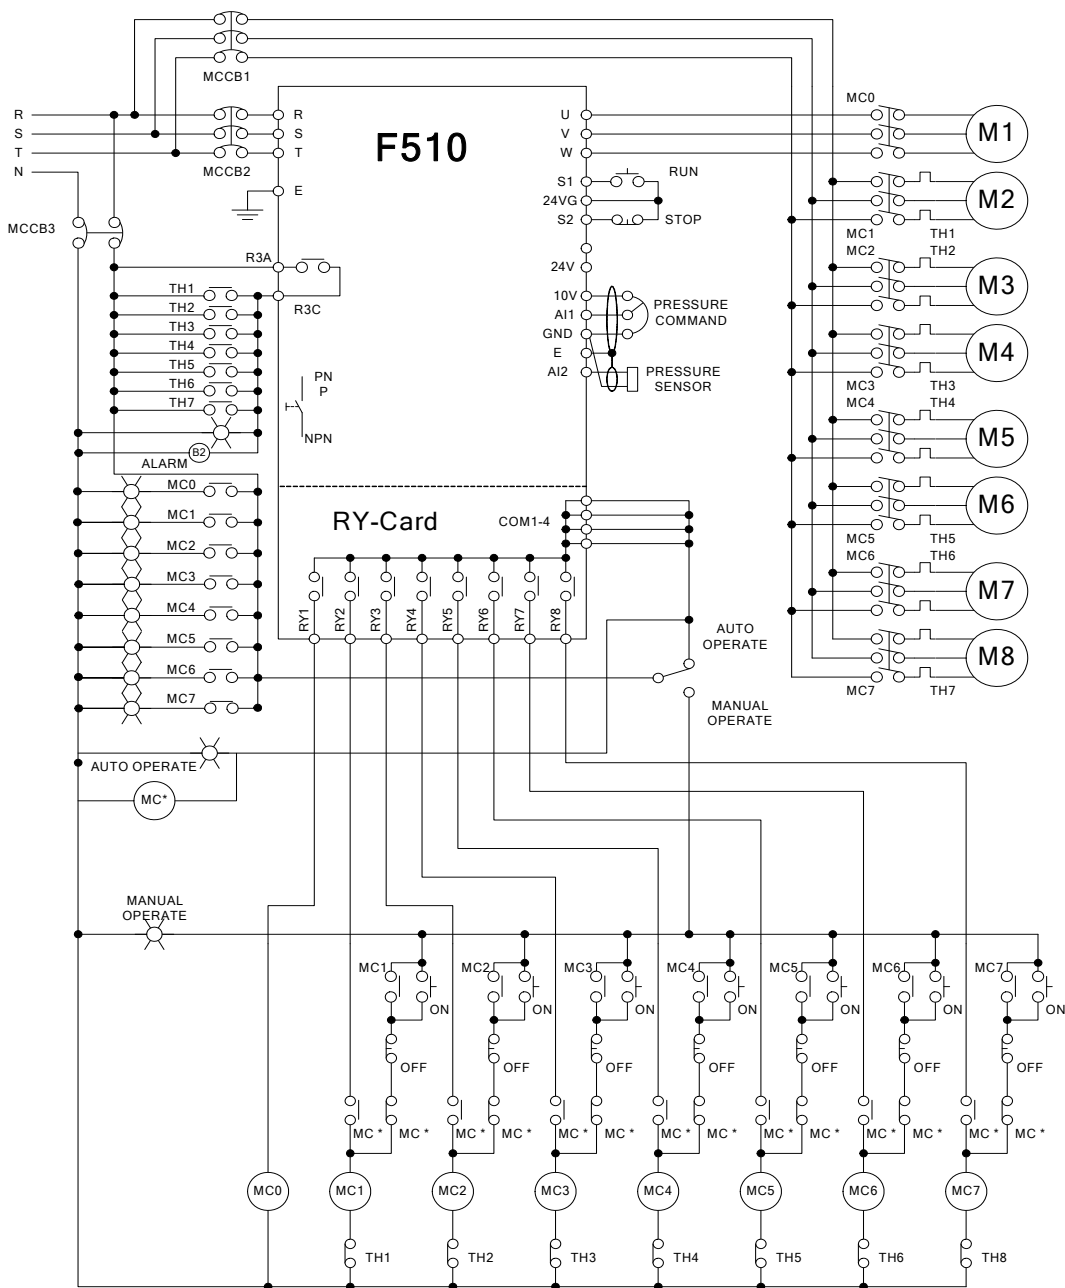 MCCB1
R
S
T
N
MCCB2
R
S
T
E
F510
U
V
W
S1
24VG
S2
RUN
STOP
24V
10V
AI1
GND
E
AI2
PRESSURE
COMMAND
PRESSURE
SENSOR
MCCB3
R3A
R3C
TH1
TH2
TH3
TH4
TH5
TH6
TH7
PN
P
NPN
B2
ALARM
MC0
MC1
MC2
MC3
MC4
MC5
MC6
MC7
RY-Card
COM1-4
RY1
RY2
RY3
RY4
RY5
RY6
RY7
RY8
MC0
M1
M2
MC1 TH1
MC2 TH2
M3
M4
MC3 TH3
MC4 TH4
M5
M6
MC5 TH5
MC6 TH6
M7
M8
MC7 TH7
AUTO
OPERATE
MANUAL
OPERATE
AUTO OPERATE
MC*
MANUAL
OPERATE
MC1 MC2 MC3 MC4 MC5 MC6 MC7
ON ON ON ON ON ON ON
OFF OFF OFF OFF OFF OFF OFF
MC * MC * MC * MC * MC * MC * MC * MC * MC * MC * MC * MC * MC * MC *
MC0 MC1 MC2 MC3 MC4 MC5 MC6 MC7
TH1 TH2 TH3 TH4 TH5 TH6 TH8